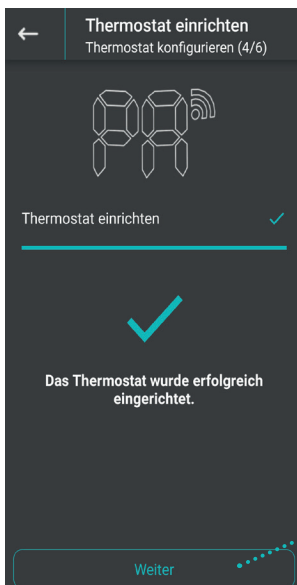 Thermostat einrichten
Thermostat konfigurieren (4/6)
PA
Thermostat einrichten
Das Thermostat wurde erfolgreich
eingerichtet.
Weiter